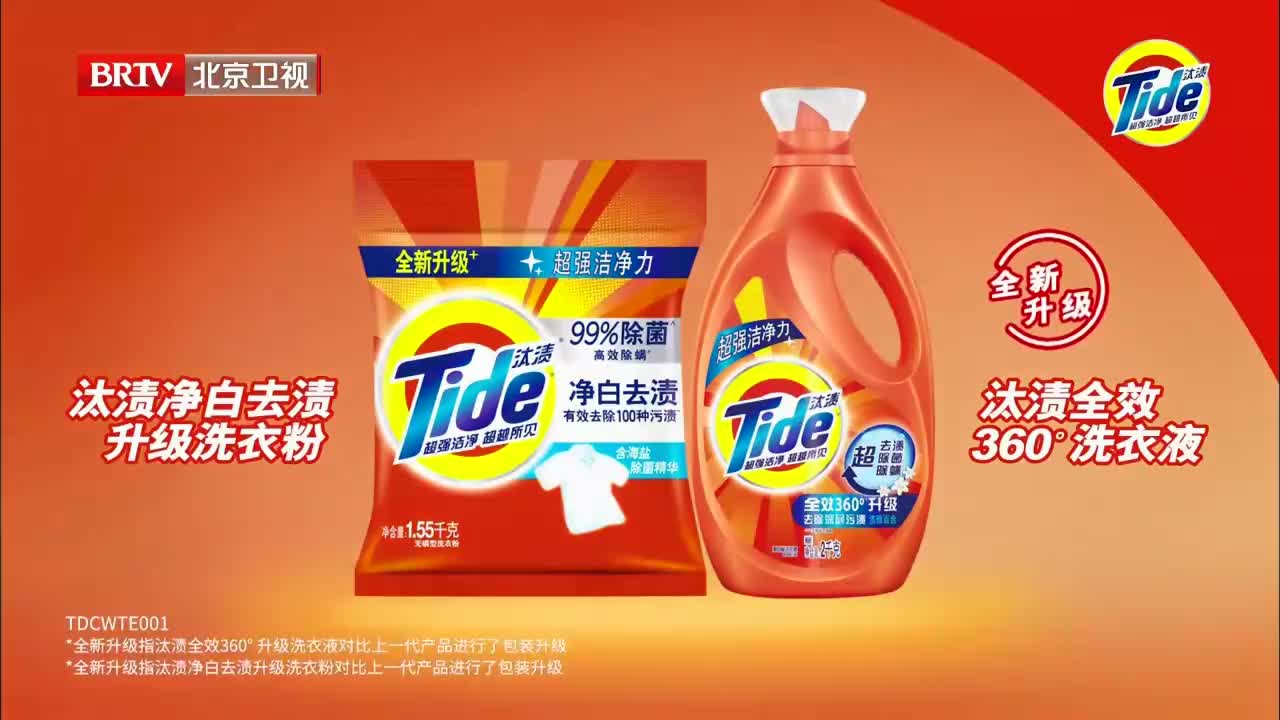 BRTV 北京卫视
Tide 汰渍
超强洁净 超越所见
全新升级+ 超强洁净力
99%除菌^
高效除螨*
Tide 汰渍
超强洁净 超越所见
净白去渍
有效去除100种污渍
含海盐
除菌精华
净含量:1.55千克
无磷型洗衣粉
超强洁净力
Tide 汰渍
超强洁净 超越所见
超 去渍 除菌 除螨
全效360° 升级
2千克
汰渍净白去渍
升级洗衣粉
全新
升级
汰渍全效
360°洗衣液
TDCWTE001
*全新升级指汰渍全效360° 升级洗衣液对比上一代产品进行了包装升级
*全新升级指汰渍净白去渍升级洗衣粉对比上一代产品进行了包装升级